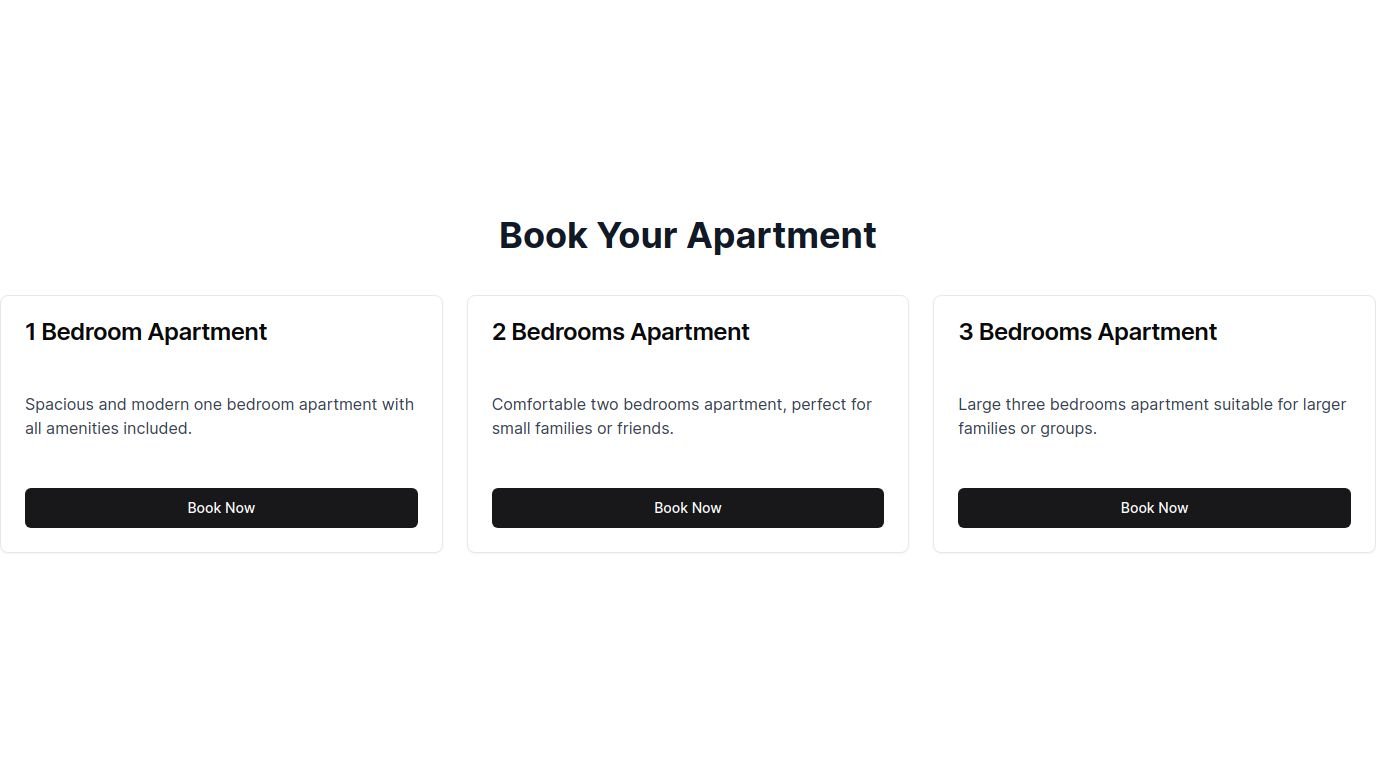 Book Your Apartment
1 Bedroom Apartment
Spacious and modern one bedroom apartment with
all amenities included.
Book Now
2 Bedrooms Apartment
Comfortable two bedrooms apartment, perfect for
small families or friends.
Book Now
3 Bedrooms Apartment
Large three bedrooms apartment suitable for larger
families or groups.
Book Now